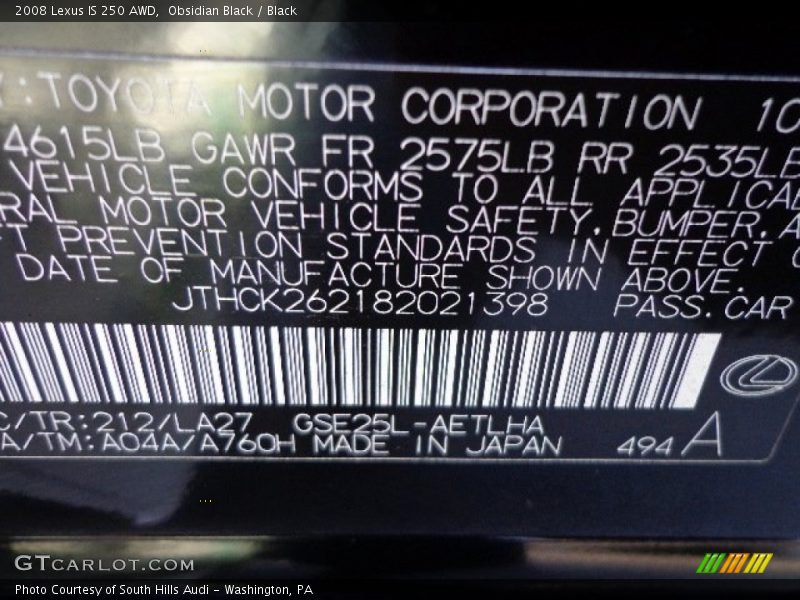 2008 Lexus IS 250 AWD, Obsidian Black / Black
Y:TOYOTA MOTOR CORPORATION 10
4615LB GAWR FR 2575LB RR 2535LB
VEHICLE CONFORMS TO ALL APPLICAB
ERAL MOTOR VEHICLE SAFETY, BUMPER, A
FT PREVENTION STANDARDS IN EFFECT O
DATE OF MANUFACTURE SHOWN ABOVE.
JTHCK262182021398 PASS.CAR
C/TR:212/LA27 GSE25L-AETLHA
A/TM:A04A/A760H MADE IN JAPAN 494 A
GTCARLOT.COM
Photo Courtesy of South Hills Audi - Washington, PA